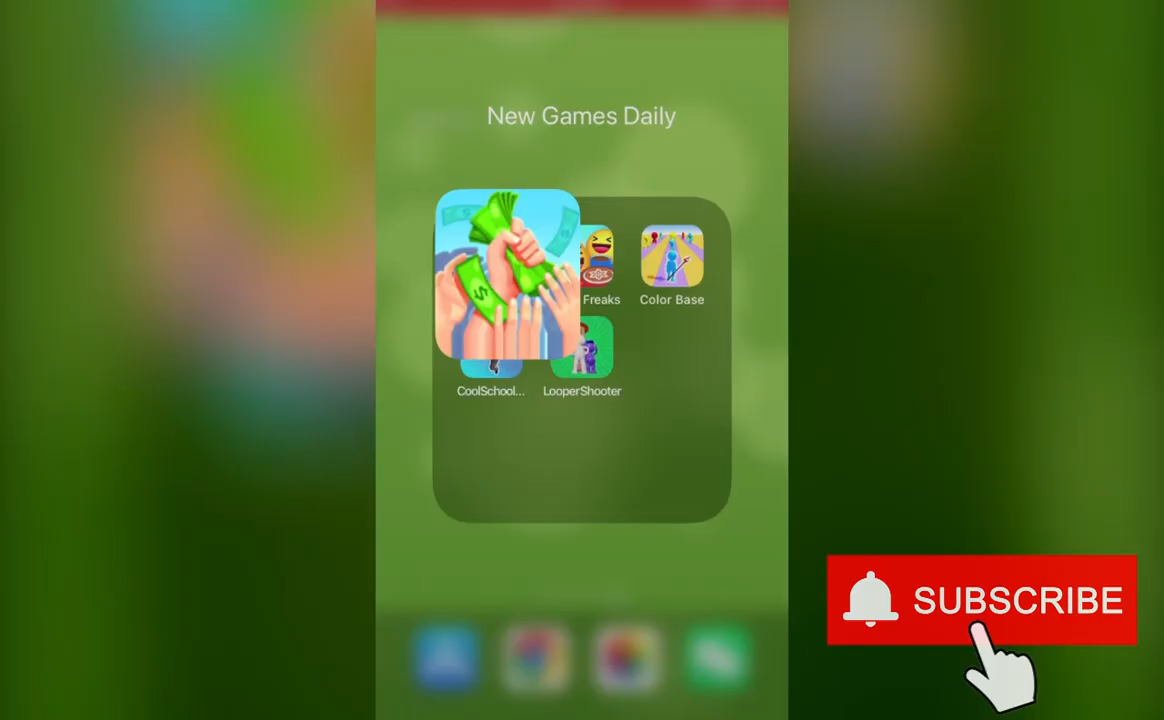 New Games Daily
Freaks
Color Base
CoolSchool...
LooperShooter
SUBSCRIBE